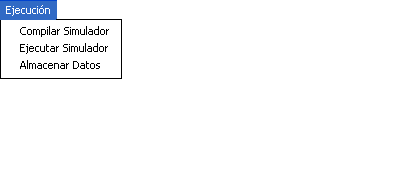 Ejecución
Compilar Simulador
Ejecutar Simulador
Almacenar Datos